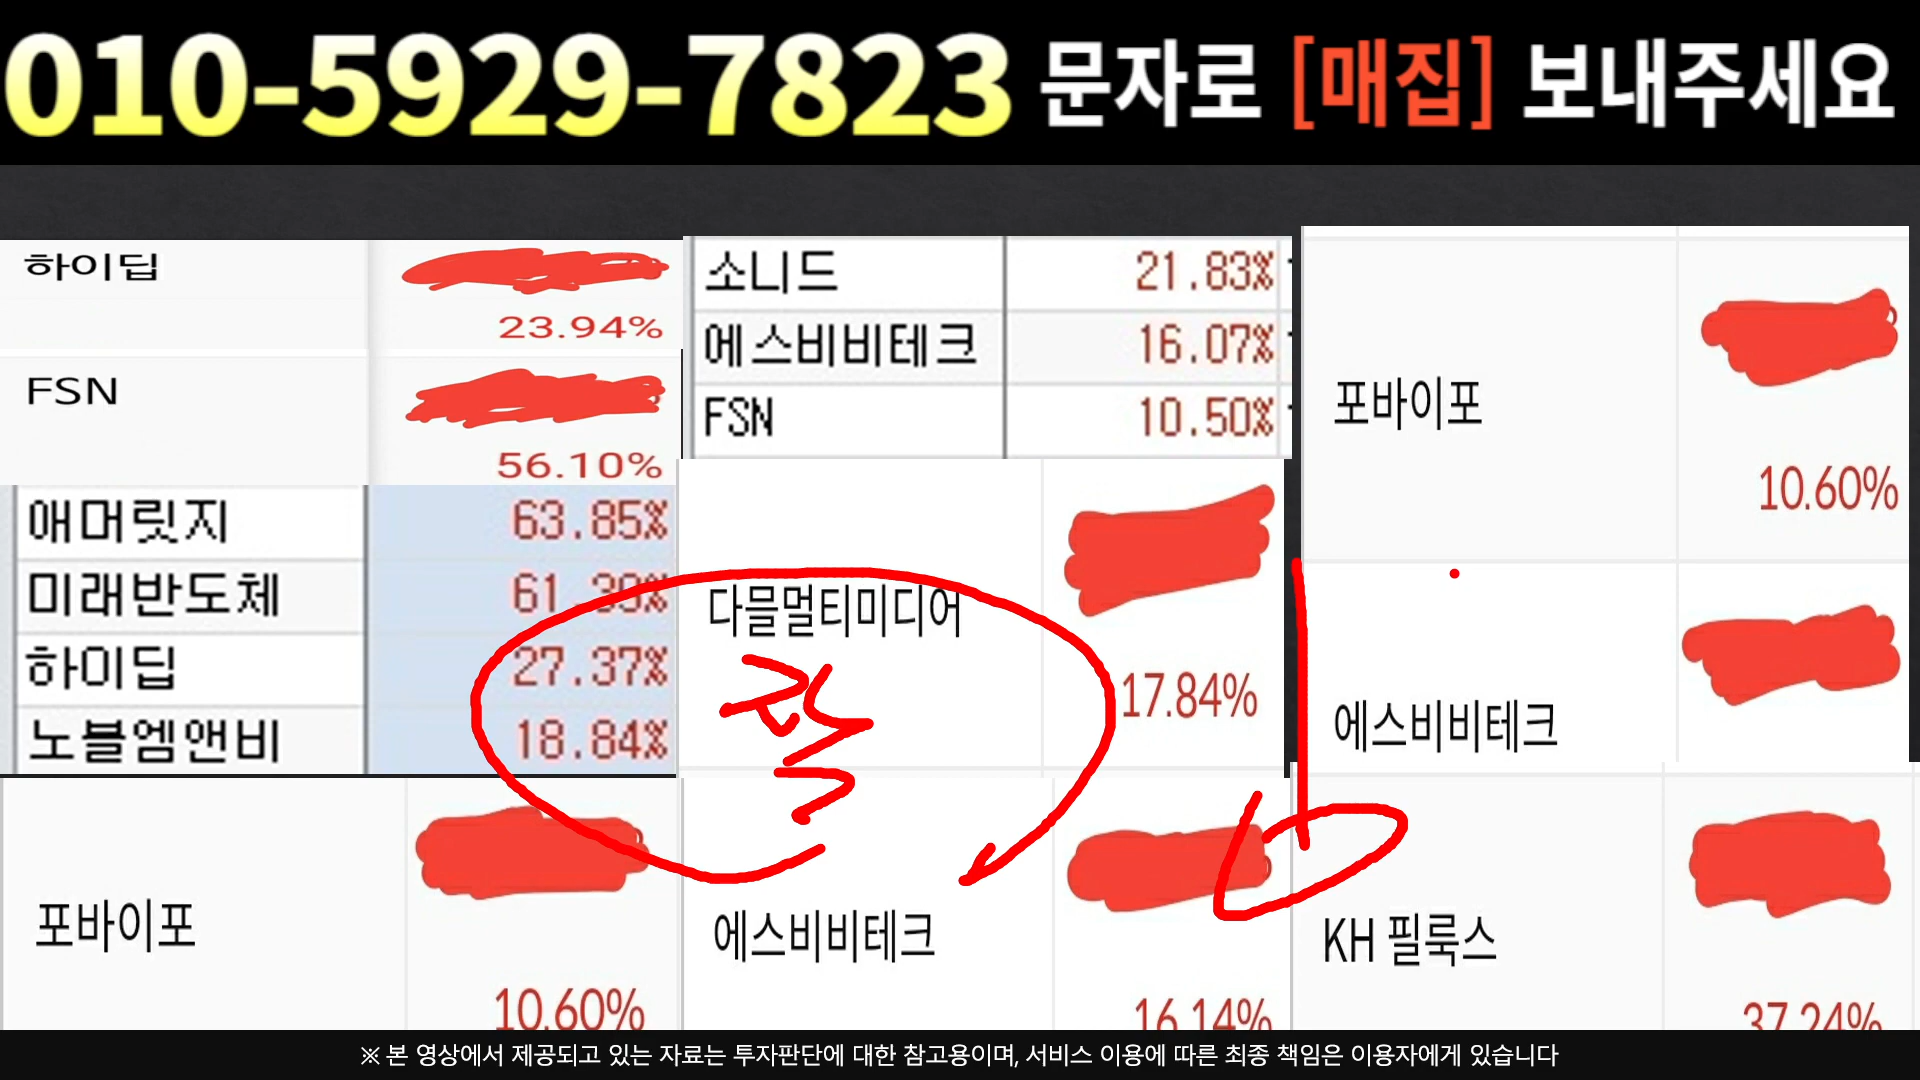 010-5929-7823 문자로 [매집] 보내주세요
하이딥
23.94%
FSN
56.10%
애머릿지 63.85%
미래반도체 61.39%
하이딥 27.37%
노블엠앤비 18.84%
소니드 21.83%
에스비비테크 16.07%
FSN 10.50%
다믈멀티미디어
17.84%
포바이포
10.60%
에스비비테크
포바이포
10.60%
에스비비테크
16.14%
KH 필룩스
37.24%
※ 본 영상에서 제공되고 있는 자료는 투자판단에 대한 참고용이며, 서비스 이용에 따른 최종 책임은 이용자에게 있습니다